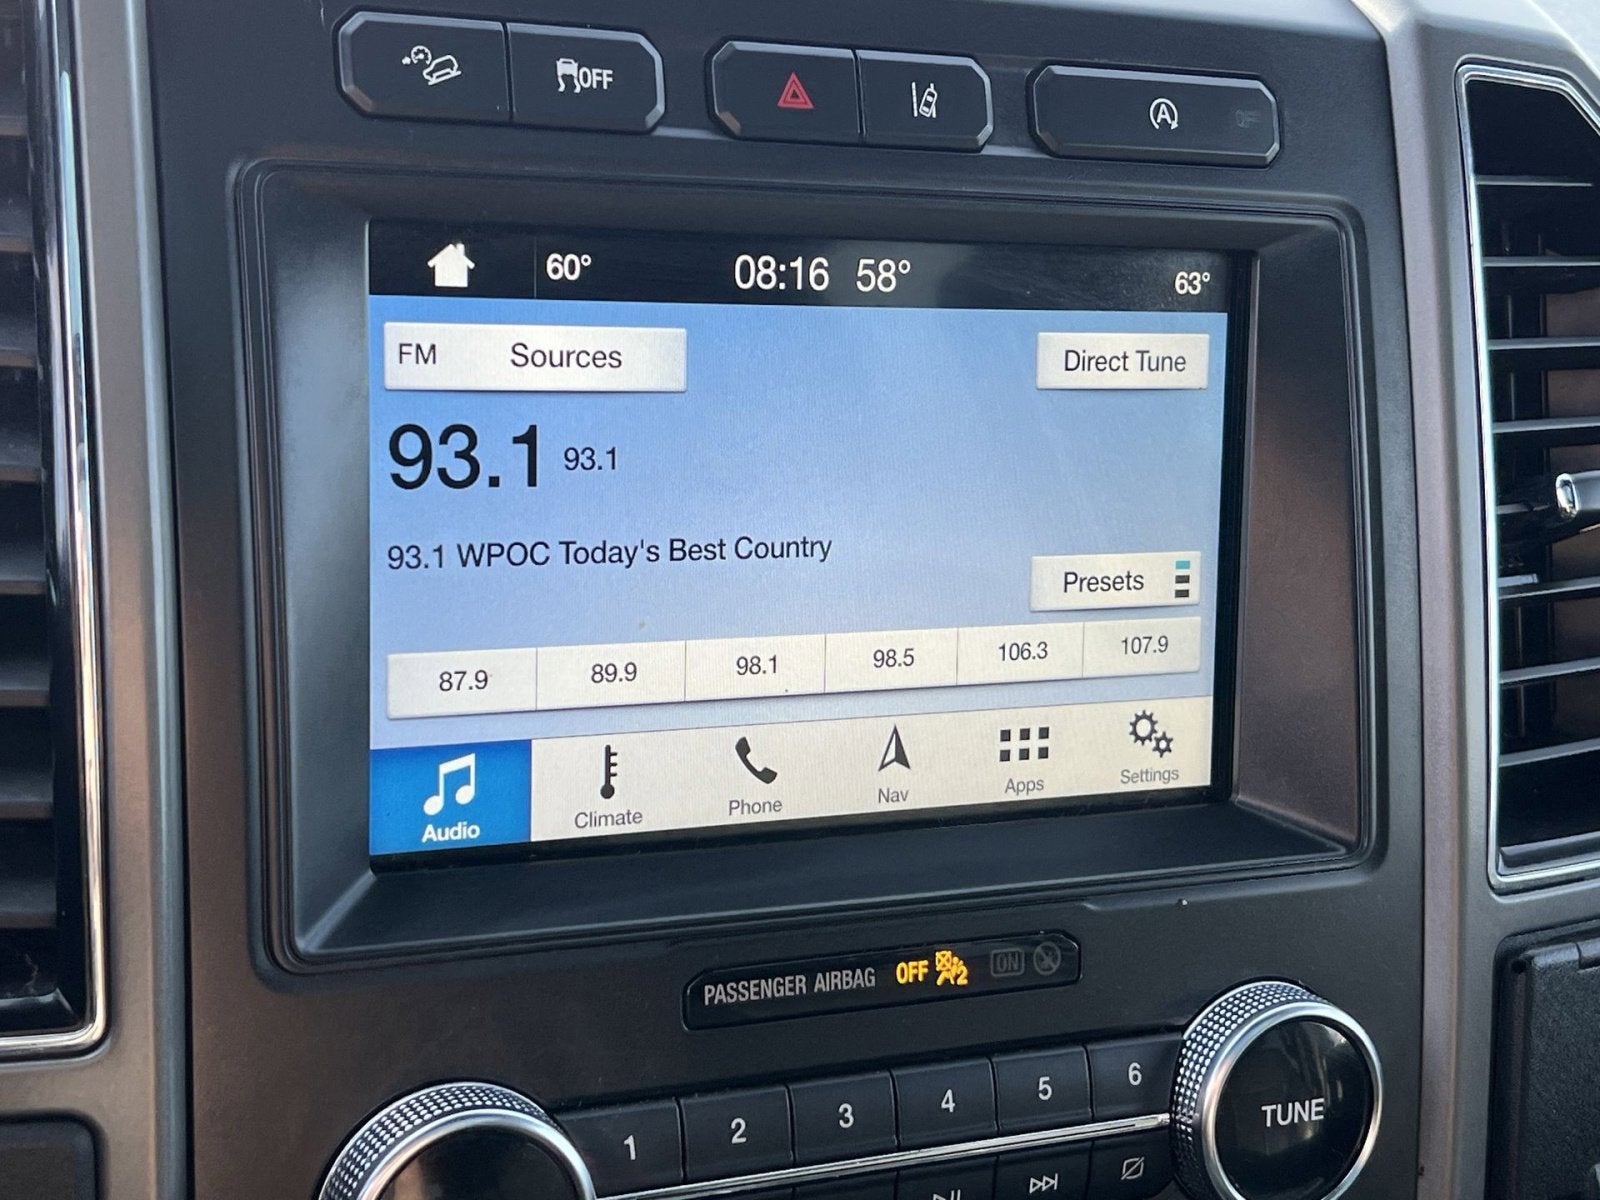 OFF
A OFF
60° 08:16 58° 63°
FM Sources Direct Tune
93.1 93.1
93.1 WPOC Today's Best Country
Presets
87.9 89.9 98.1 98.5 106.3 107.9
Audio Climate Phone Nav Apps Settings
PASSENGER AIRBAG OFF 2 ON
1 2 3 4 5 6
TUNE